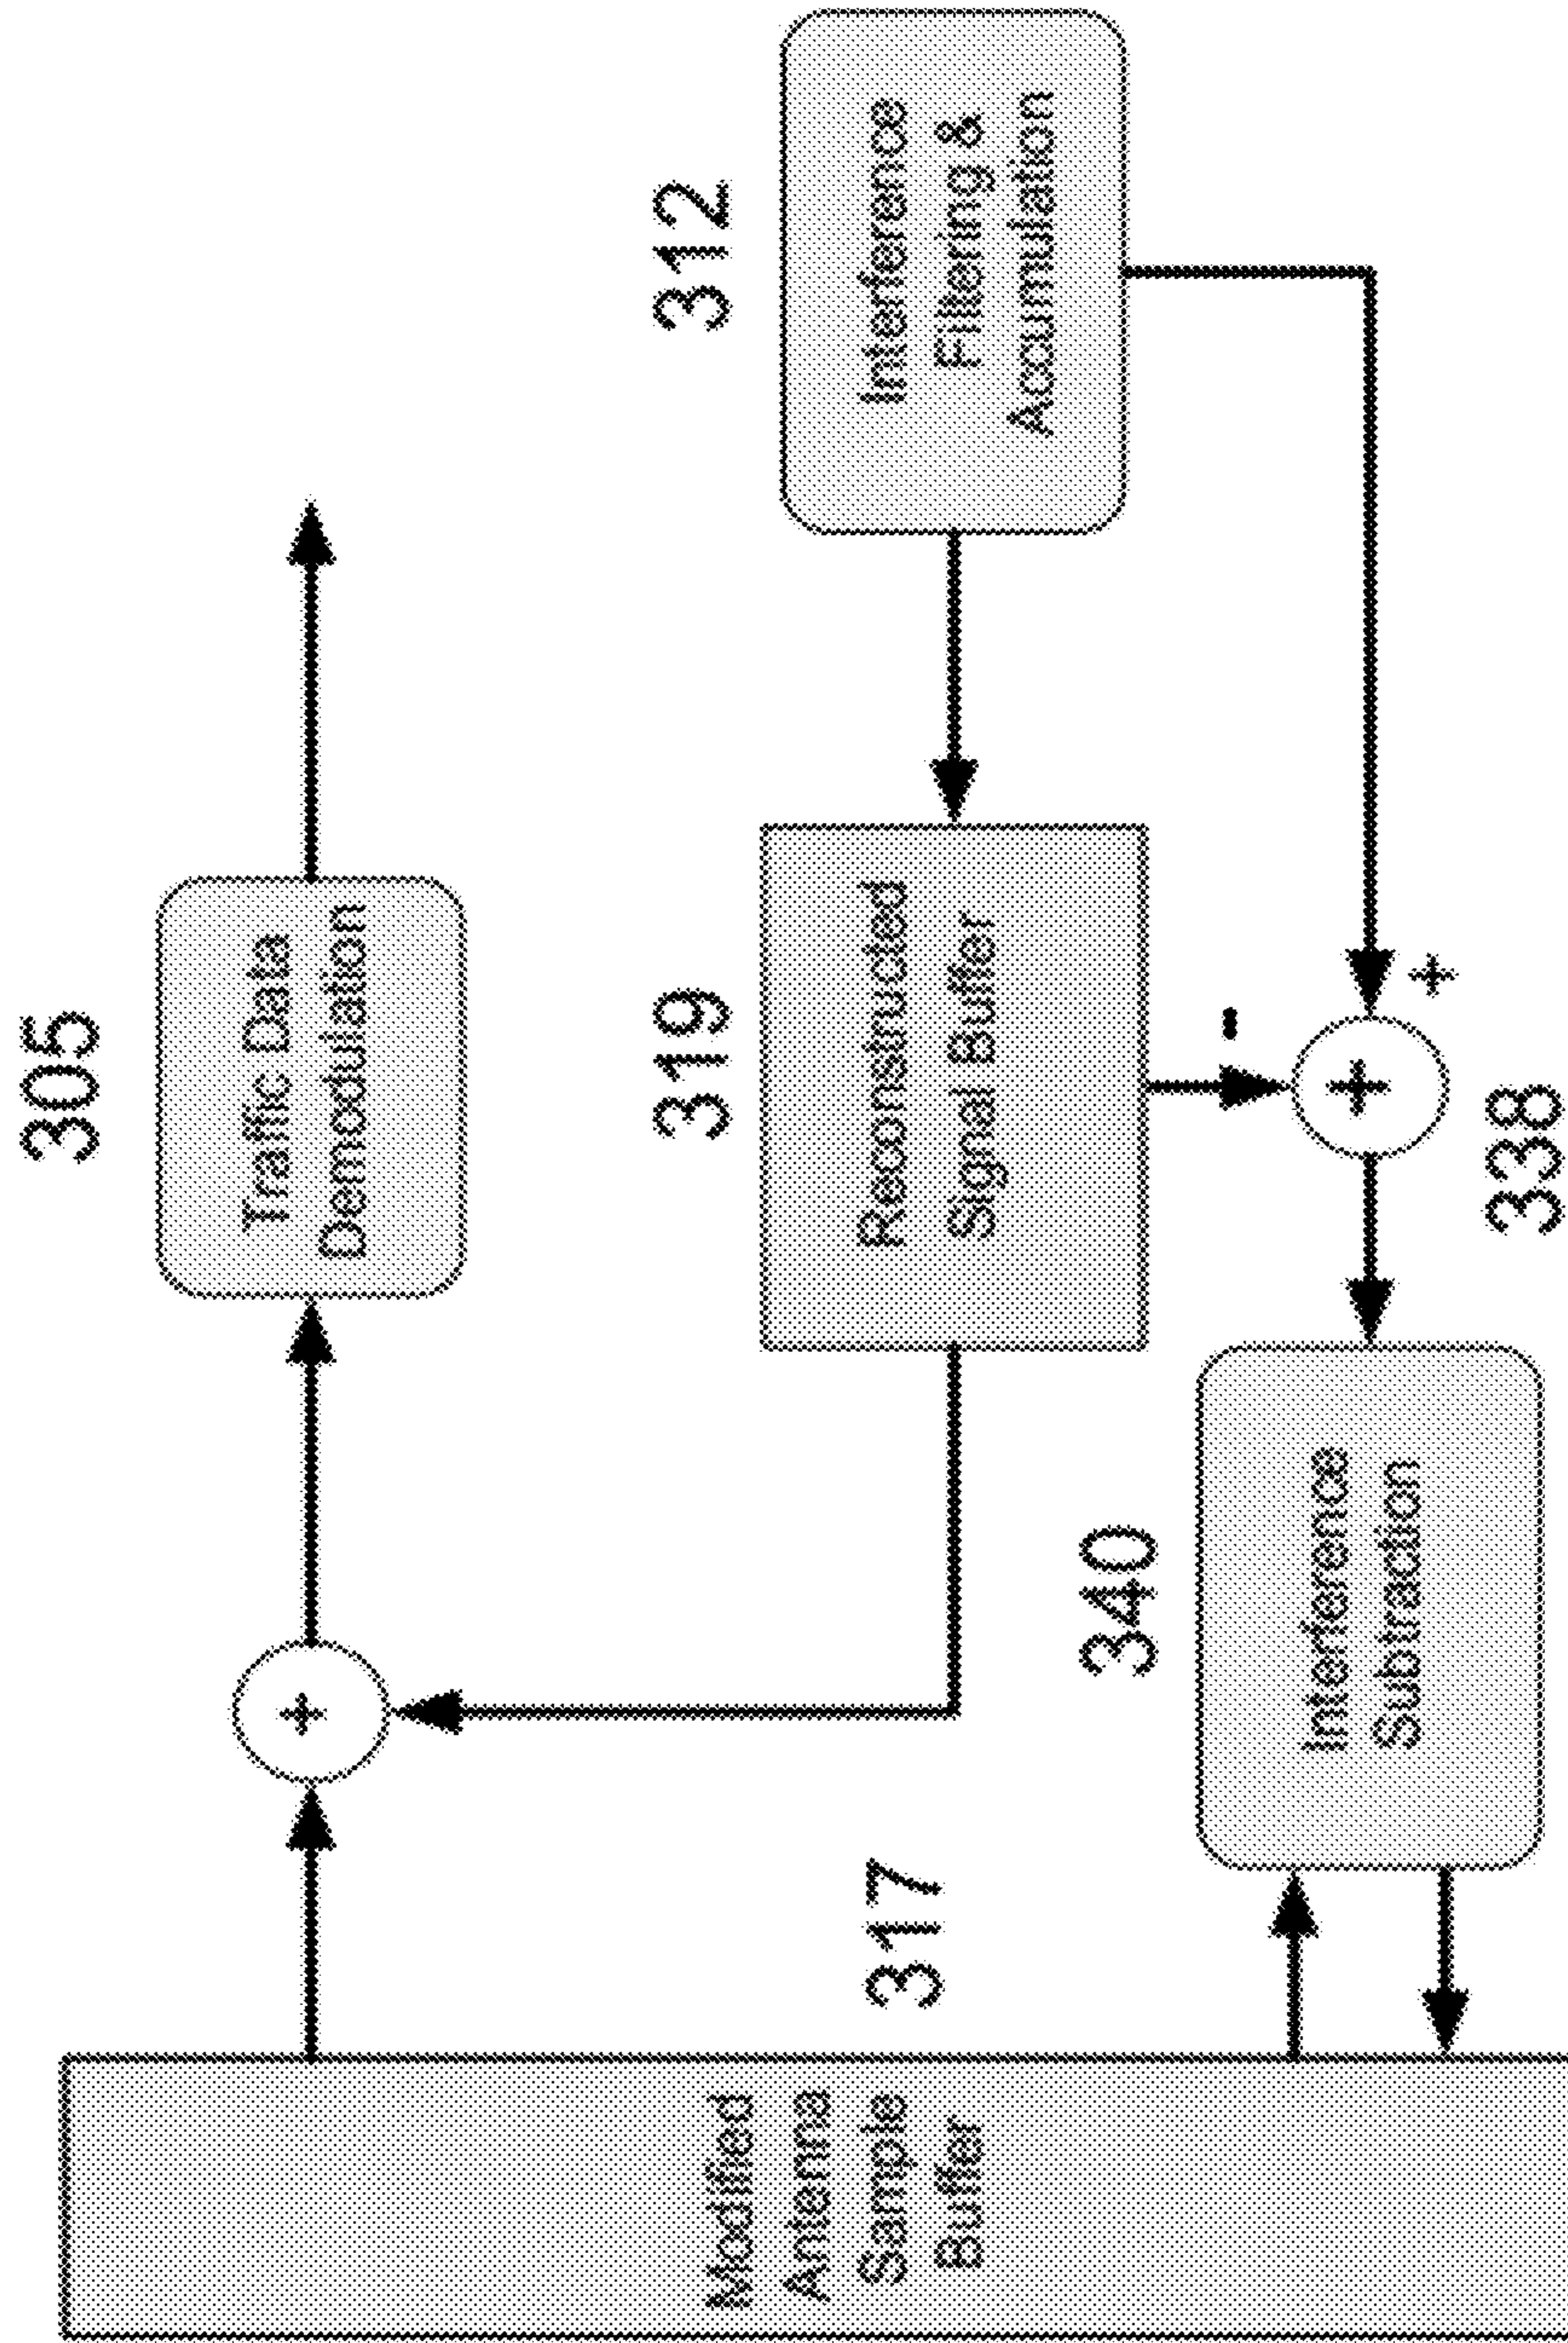 305
Traffic Data
Demodulation
+
312
Interference
Filtering &
Accumulation
319
Reconstructed
Signal Buffer
-
+
+
338
340
Interference
Subtraction
317
Modified
Antenna
Sample
Buffer